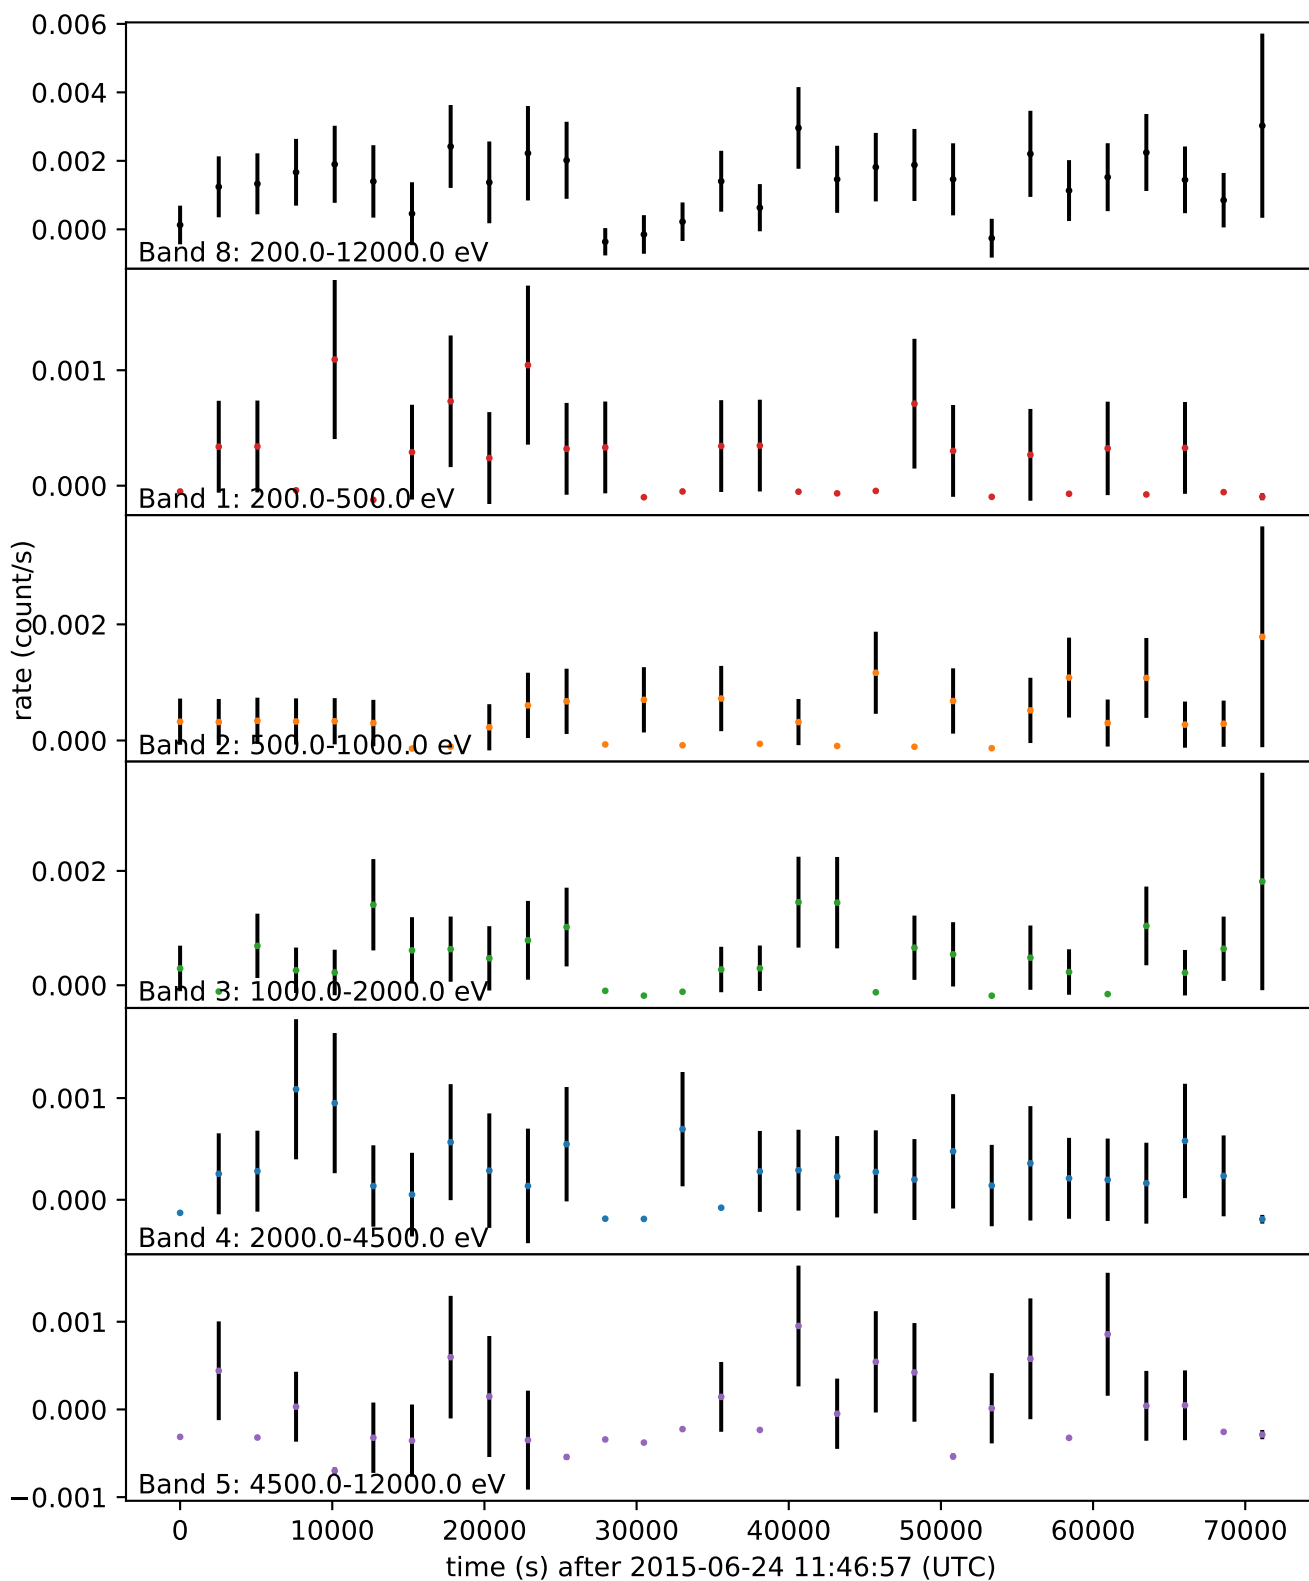 0.006
0.004
0.002
0.000
Band 8: 200.0-12000.0 eV
0.001
0.000
Band 1: 200.0-500.0 eV
rate (count/s)
0.002
0.000
Band 2: 500.0-1000.0 eV
0.002
0.000
Band 3: 1000.0-2000.0 eV
0.001
0.000
Band 4: 2000.0-4500.0 eV
0.001
0.000
−0.001
Band 5: 4500.0-12000.0 eV
0 10000 20000 30000 40000 50000 60000 70000
time (s) after 2015-06-24 11:46:57 (UTC)